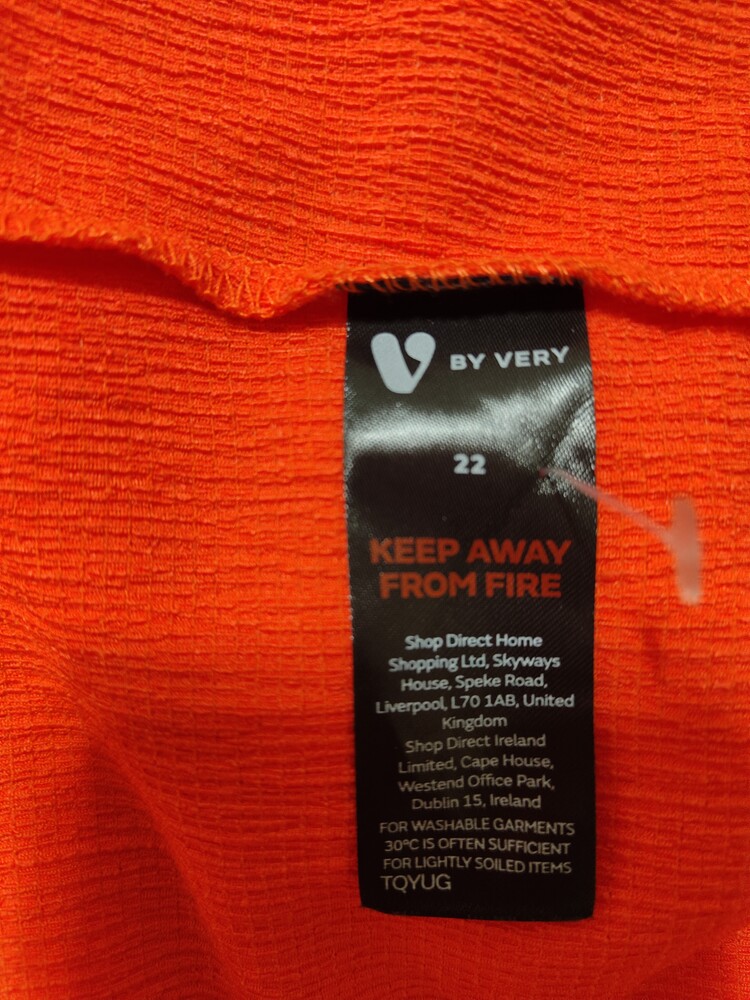 V BY VERY
22
KEEP AWAY
FROM FIRE
Shop Direct Home
Shopping Ltd, Skyways
House, Speke Road,
Liverpool, L70 1AB, United
Kingdom
Shop Direct Ireland
Limited, Cape House,
Westend Office Park,
Dublin 15, Ireland
FOR WASHABLE GARMENTS
30°C IS OFTEN SUFFICIENT
FOR LIGHTLY SOILED ITEMS
TQYUG